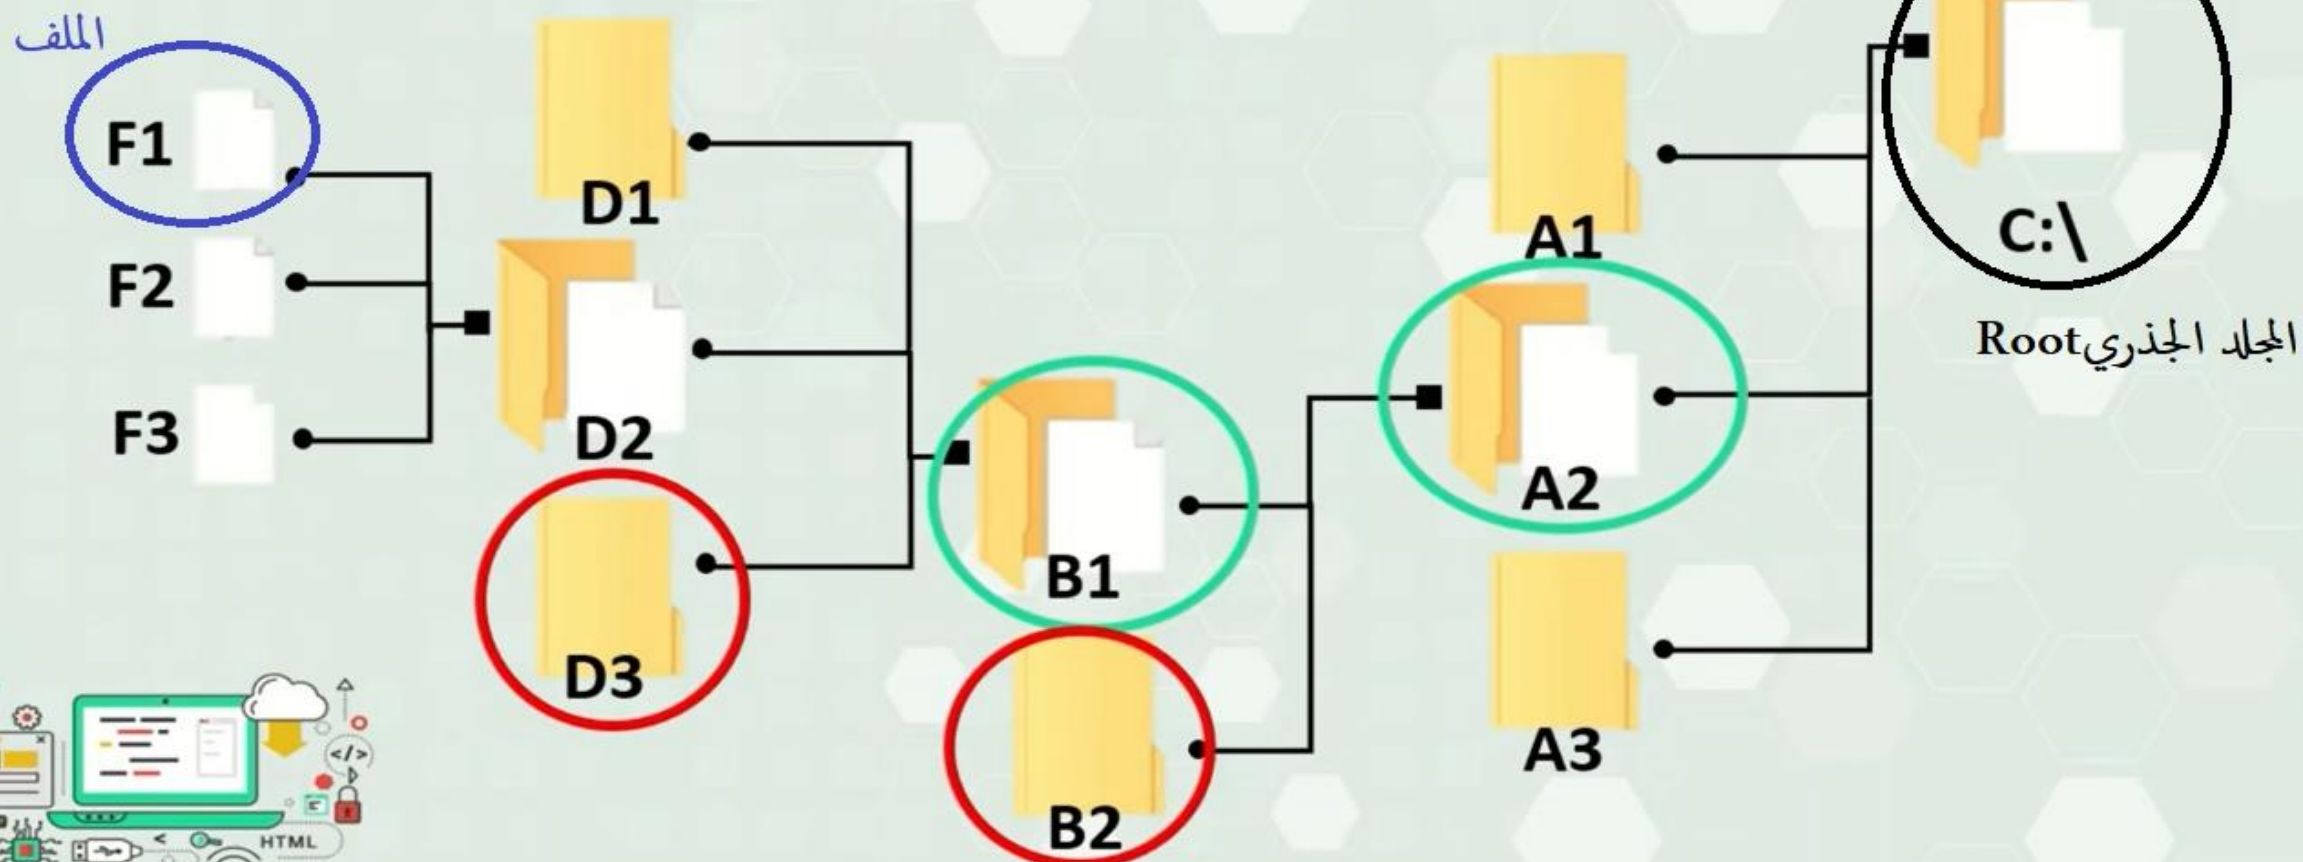 الملف
C:\
المجلد الجذريRoot
A1
A2
A3
B1
B2
D1
D2
D3
F1
F2
F3
</>
HTML